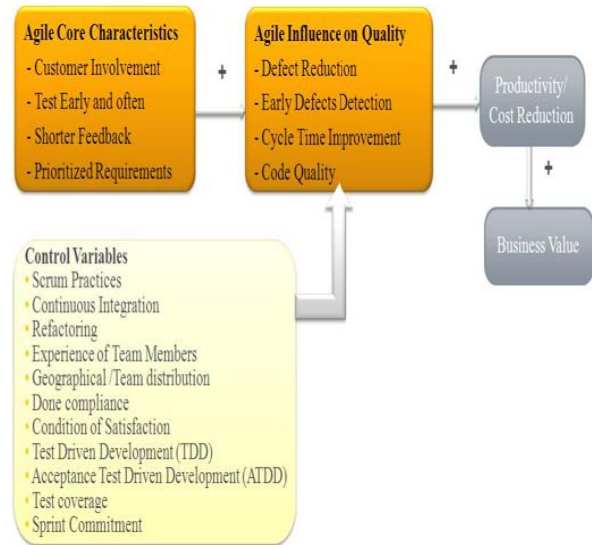 Agile Core Characteristics
- Customer Involvement
- Test Early and often
- Shorter Feedback
- Prioritized Requirements
+
Agile Influence on Quality
- Defect Reduction
- Early Defects Detection
- Cycle Time Improvement
- Code Quality
+
Productivity/
Cost Reduction
+
Business Value
Control Variables
• Scrum Practices
• Continuous Integration
• Refactoring
• Experience of Team Members
• Geographical /Team distribution
• Done compliance
• Condition of Satisfaction
• Test Driven Development (TDD)
• Acceptance Test Driven Development (ATDD)
• Test coverage
• Sprint Commitment